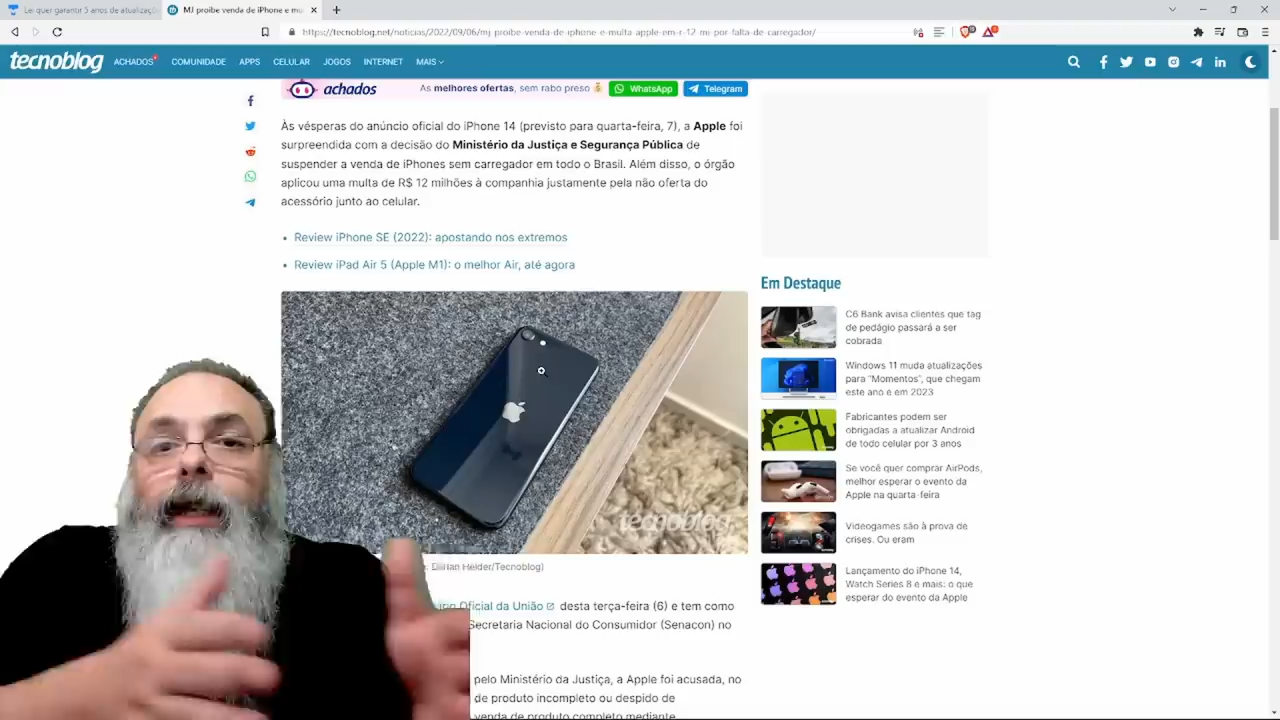 Lei quer garantir 5 anos de atualizaçõ
MJ proibe venda de iPhone e mu
https://tecnoblog.net/noticias/2022/09/06/mj-proibe-venda-de-iphone-e-multa-apple-em-r-12-mi-por-falta-de-carregador/
tecnoblog
ACHADOS COMUNIDADE APPS CELULAR JOGOS INTERNET MAIS
achados
As melhores ofertas, sem rabo preso
WhatsApp
Telegram
Às vésperas do anúncio oficial do iPhone 14 (previsto para quarta-feira, 7), a Apple foi
surpreendida com a decisão do Ministério da Justiça e Segurança Pública de
suspender a venda de iPhones sem carregador em todo o Brasil. Além disso, o órgão
aplicou uma multa de R$ 12 milhões à companhia justamente pela não oferta do
acessório junto ao celular.
Review iPhone SE (2022): apostando nos extremos
Review iPad Air 5 (Apple M1): o melhor Air, até agora
tecnoblog
Helder/Tecnoblog)
Oficial da União desta terça-feira (6) e tem como
Secretaria Nacional do Consumidor (Senacon) no
pelo Ministério da Justiça, a Apple foi acusada, no
de produto incompleto ou despido de
venda de produto completo mediante
Em Destaque
C6 Bank avisa clientes que tag
de pedágio passará a ser
cobrada
Windows 11 muda atualizações
para “Momentos”, que chegam
este ano e em 2023
Fabricantes podem ser
obrigadas a atualizar Android
de todo celular por 3 anos
Se você quer comprar AirPods,
melhor esperar o evento da
Apple na quarta-feira
Videogames são à prova de
crises. Ou eram
Lançamento do iPhone 14,
Watch Series 8 e mais: o que
esperar do evento da Apple